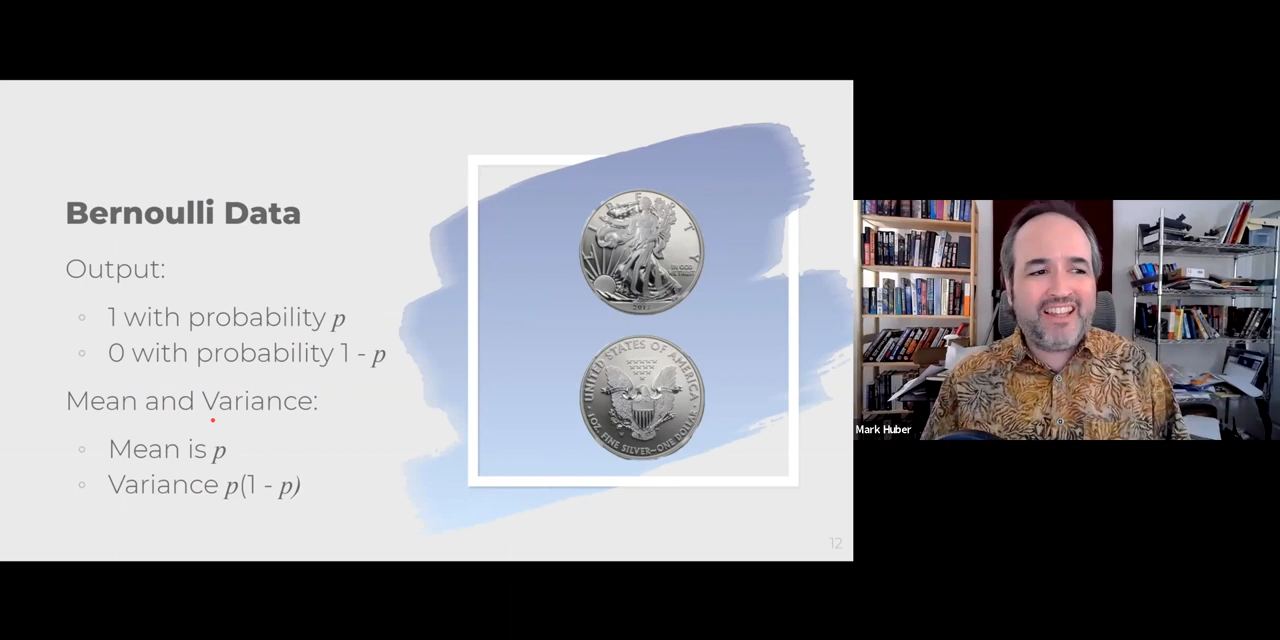 Bernoulli Data
Output:
◦ 1 with probability p
◦ 0 with probability 1 - p
Mean and Variance:
◦ Mean is p
◦ Variance p(1 - p)
LIBERTY
2013
UNITED STATES OF AMERICA
1 OZ. FINE SILVER~ONE DOLLAR
12
Mark Huber